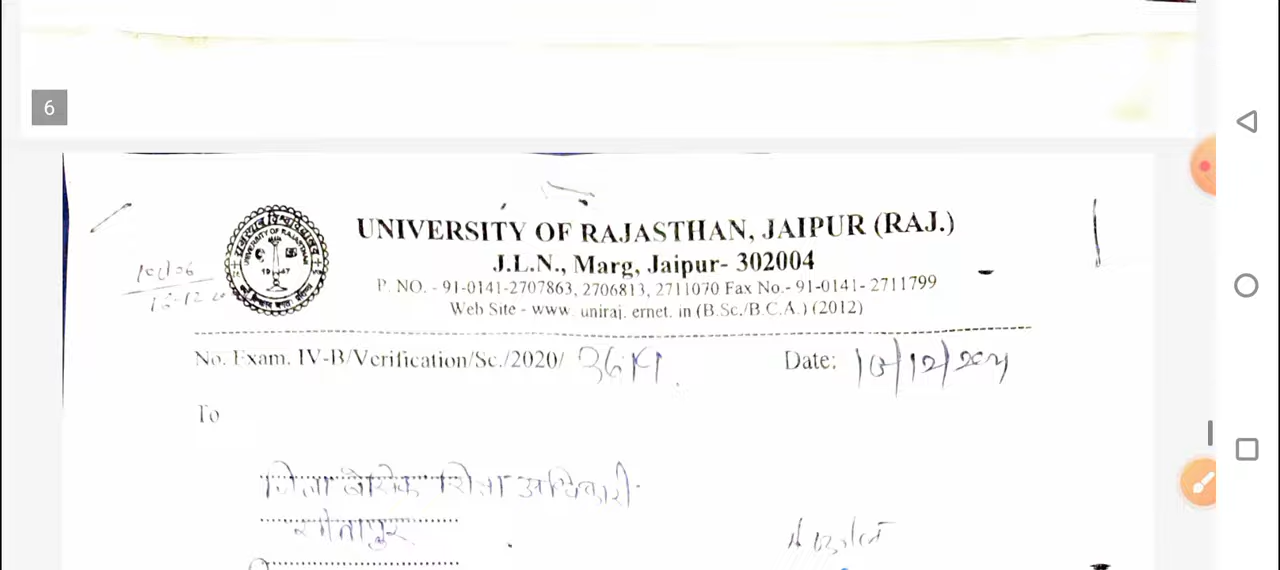 6
UNIVERSITY OF RAJASTHAN, JAIPUR (RAJ.)
J.L.N., Marg, Jaipur- 302004
P. NO. - 91-0141-2707863, 2706813, 2711070 Fax No.- 91-0141- 2711799
Web Site - www. uniraj. ernet. in (B.Sc./B.C.A.) (2012)
No. Exam. IV-B/Verification/Sc./2020/
Date:
To
जिला बेसिक शिक्षा अधिकारी
सीतापुर